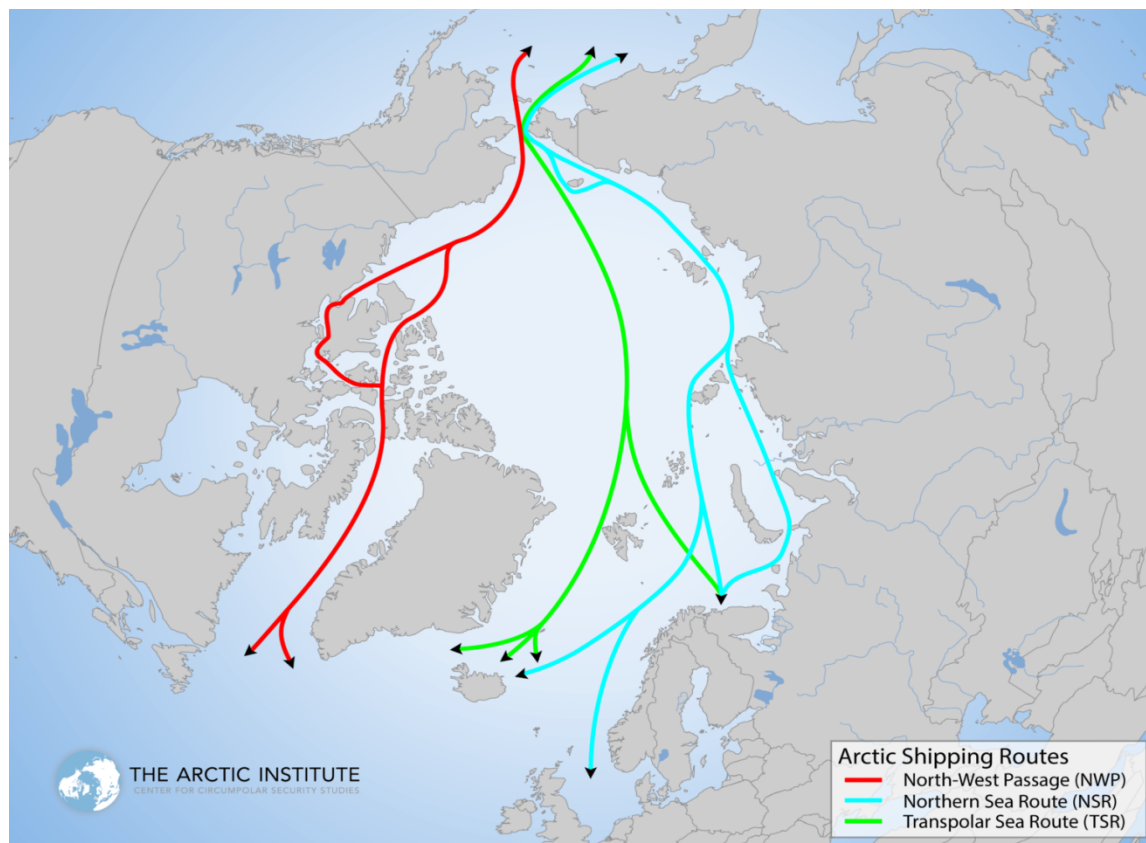 THE ARCTIC INSTITUTE
CENTER FOR CIRCUMPOLAR SECURITY STUDIES
Arctic Shipping Routes
North-West Passage (NWP)
Northern Sea Route (NSR)
Transpolar Sea Route (TSR)